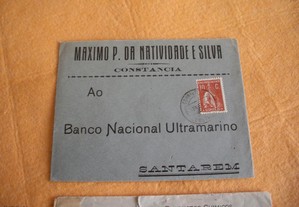 MAXIMO P. DA NATIVIDADE E SILVA
CONSTANCIA
Ao
Banco Nacional Ultramarino
SANTAREM